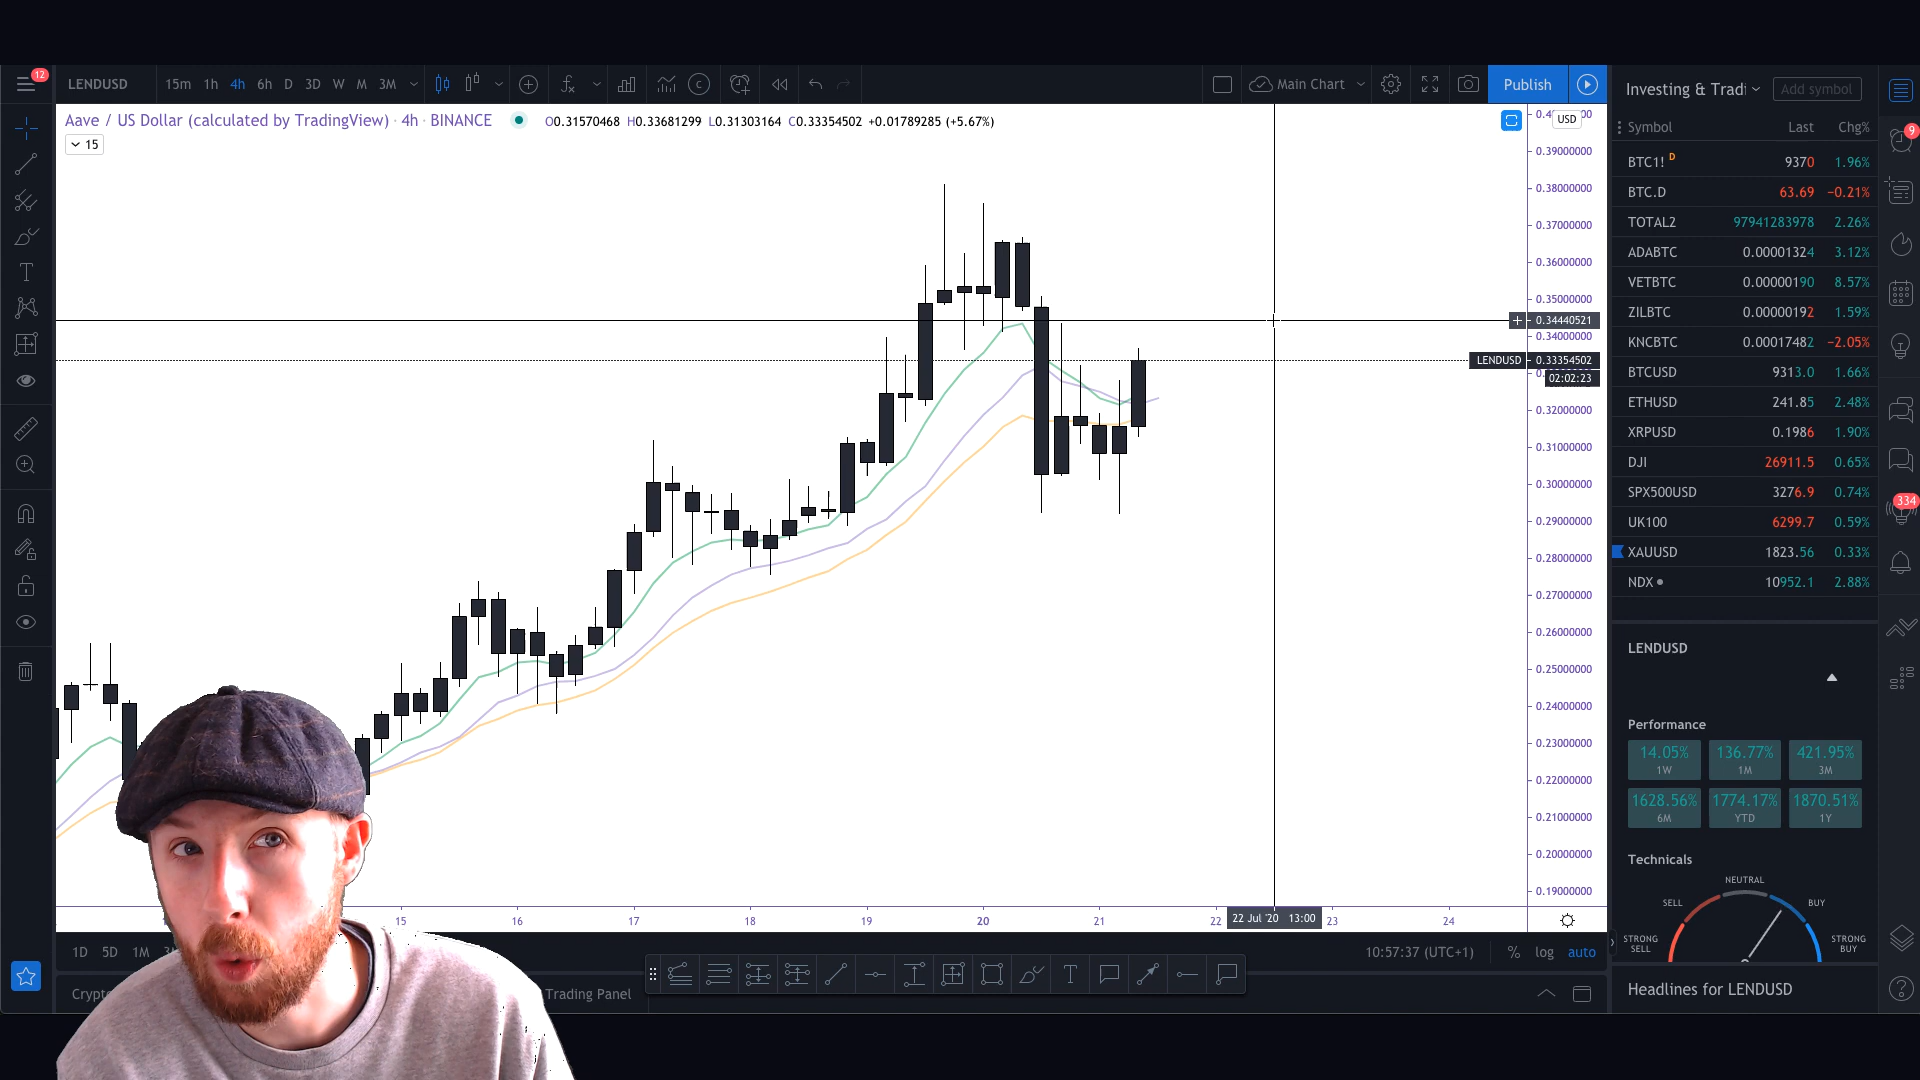 12
LENDUSD 15m 1h 4h 6h D 3D W M 3M Main Chart Publish
Aave / US Dollar (calculated by TradingView) · 4h · BINANCE O0.31570468 H0.33681299 L0.31303164 C0.33354502 +0.01789285 (+5.67%)
15
USD
0.39000000
0.38000000
0.37000000
0.36000000
0.35000000
0.34440521
0.34000000
LENDUSD 0.33354502
02:02:23
0.32000000
0.31000000
0.30000000
0.29000000
0.28000000
0.27000000
0.26000000
0.25000000
0.24000000
0.23000000
0.22000000
0.21000000
0.20000000
0.19000000
15 16 17 18 19 20 21 22 22 Jul '20 13:00 23 24
1D 5D 1M 10:57:37 (UTC+1) % log auto
Trading Panel
Investing & Tradi Add symbol
Symbol Last Chg%
BTC1! D 9370 1.96%
BTC.D 63.69 −0.21%
TOTAL2 97941283978 2.26%
ADABTC 0.00001324 3.12%
VETBTC 0.00000190 8.57%
ZILBTC 0.00000192 1.59%
KNCBTC 0.00017482 −2.05%
BTCUSD 9313.0 1.66%
ETHUSD 241.85 2.48%
XRPUSD 0.1986 1.90%
DJI 26911.5 0.65%
SPX500USD 3276.9 0.74%
UK100 6299.7 0.59%
XAUUSD 1823.56 0.33%
NDX 10952.1 2.88%
LENDUSD
Performance
14.05% 136.77% 421.95%
1W 1M 3M
1628.56% 1774.17% 1870.51%
6M YTD 1Y
Technicals
NEUTRAL
SELL BUY
STRONG SELL STRONG BUY
Headlines for LENDUSD
9
334